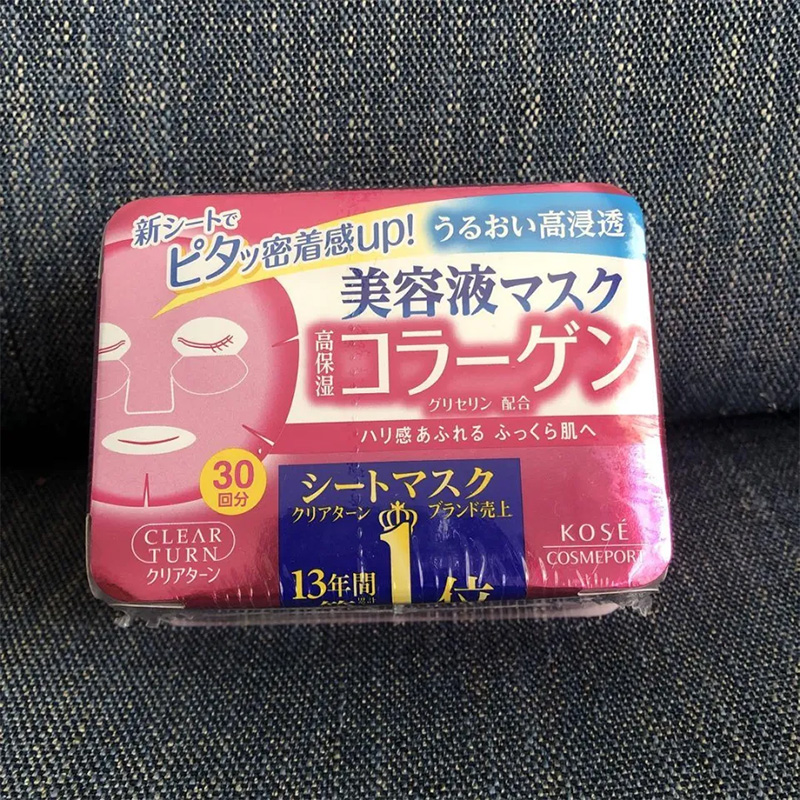 新シートで
ピタッ密着感up!
うるおい高浸透
美容液マスク
高保湿
コラーゲン
グリセリン 配合
ハリ感あふれる ふっくら肌へ
30
回分
CLEAR
TURN
クリアターン
シートマスク
クリアターン ブランド売上
13年間
1位
KOSÉ
COSMEPORT